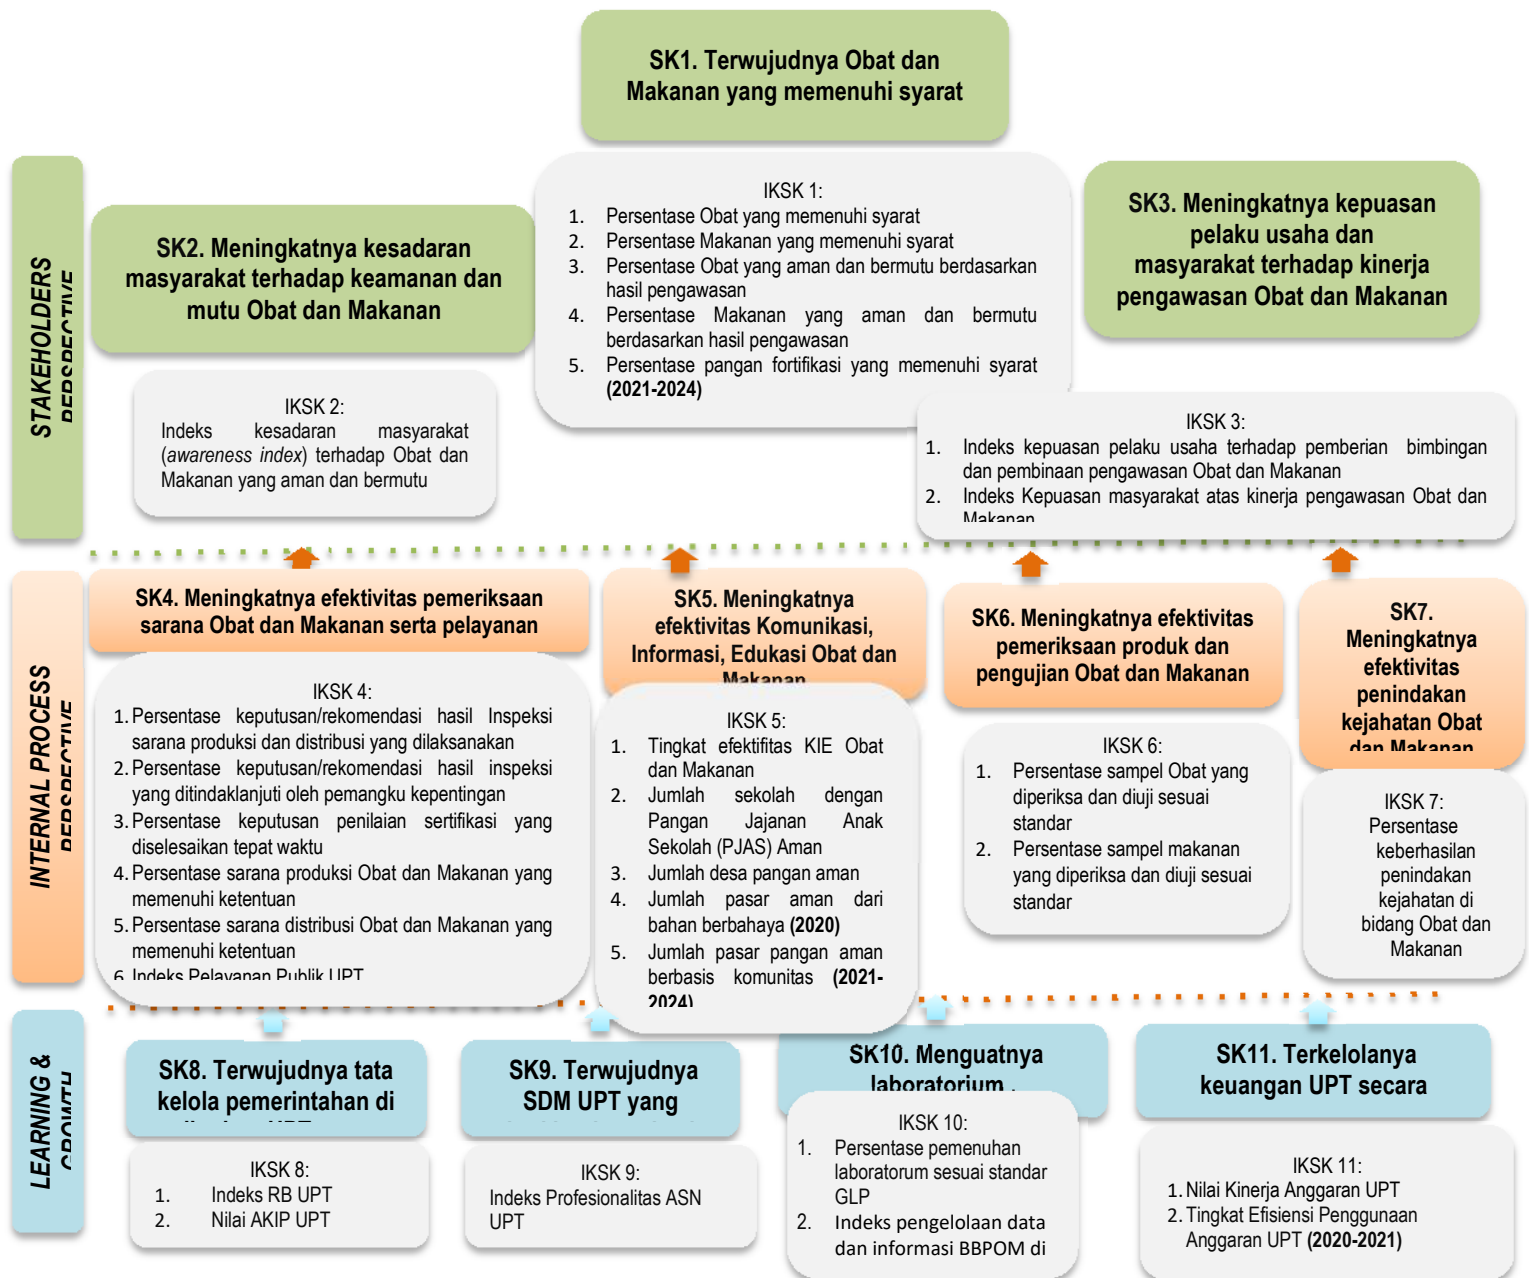 SK1. Terwujudnya Obat dan
Makanan yang memenuhi syarat
STAKEHOLDERS
PERSPECTIVE
SK2. Meningkatnya kesadaran
masyarakat terhadap keamanan dan
mutu Obat dan Makanan
IKSK 1:
1. Persentase Obat yang memenuhi syarat
2. Persentase Makanan yang memenuhi syarat
3. Persentase Obat yang aman dan bermutu berdasarkan
hasil pengawasan
4. Persentase Makanan yang aman dan bermutu
berdasarkan hasil pengawasan
5. Persentase pangan fortifikasi yang memenuhi syarat
(2021-2024)
SK3. Meningkatnya kepuasan
pelaku usaha dan
masyarakat terhadap kinerja
pengawasan Obat dan Makanan
IKSK 2:
Indeks kesadaran masyarakat
(awareness index) terhadap Obat dan
Makanan yang aman dan bermutu
IKSK 3:
1. Indeks kepuasan pelaku usaha terhadap pemberian bimbingan
dan pembinaan pengawasan Obat dan Makanan
2. Indeks Kepuasan masyarakat atas kinerja pengawasan Obat dan
Makanan
INTERNAL PROCESS
PERSPECTIVE
SK4. Meningkatnya efektivitas pemeriksaan
sarana Obat dan Makanan serta pelayanan
IKSK 4:
1. Persentase keputusan/rekomendasi hasil Inspeksi
sarana produksi dan distribusi yang dilaksanakan
2. Persentase keputusan/rekomendasi hasil inspeksi
yang ditindaklanjuti oleh pemangku kepentingan
3. Persentase keputusan penilaian sertifikasi yang
diselesaikan tepat waktu
4. Persentase sarana produksi Obat dan Makanan yang
memenuhi ketentuan
5. Persentase sarana distribusi Obat dan Makanan yang
memenuhi ketentuan
6. Indeks Pelayanan Publik UPT
SK5. Meningkatnya
efektivitas Komunikasi,
Informasi, Edukasi Obat dan
Makanan
IKSK 5:
1. Tingkat efektifitas KIE Obat
dan Makanan
2. Jumlah sekolah dengan
Pangan Jajanan Anak
Sekolah (PJAS) Aman
3. Jumlah desa pangan aman
4. Jumlah pasar aman dari
bahan berbahaya (2020)
5. Jumlah pasar pangan aman
berbasis komunitas (2021-
2024)
SK6. Meningkatnya efektivitas
pemeriksaan produk dan
pengujian Obat dan Makanan
IKSK 6:
1. Persentase sampel Obat yang
diperiksa dan diuji sesuai
standar
2. Persentase sampel makanan
yang diperiksa dan diuji sesuai
standar
SK7.
Meningkatnya
efektivitas
penindakan
kejahatan Obat
dan Makanan
IKSK 7:
Persentase
keberhasilan
penindakan
kejahatan di
bidang Obat dan
Makanan
LEARNING &
GROWTH
SK8. Terwujudnya tata
kelola pemerintahan di
IKSK 8:
1. Indeks RB UPT
2. Nilai AKIP UPT
SK9. Terwujudnya
SDM UPT yang
IKSK 9:
Indeks Profesionalitas ASN
UPT
SK10. Menguatnya
laboratorium
IKSK 10:
1. Persentase pemenuhan
laboratorum sesuai standar
GLP
2. Indeks pengelolaan data
dan informasi BBPOM di
SK11. Terkelolanya
keuangan UPT secara
IKSK 11:
1. Nilai Kinerja Anggaran UPT
2. Tingkat Efisiensi Penggunaan
Anggaran UPT (2020-2021)